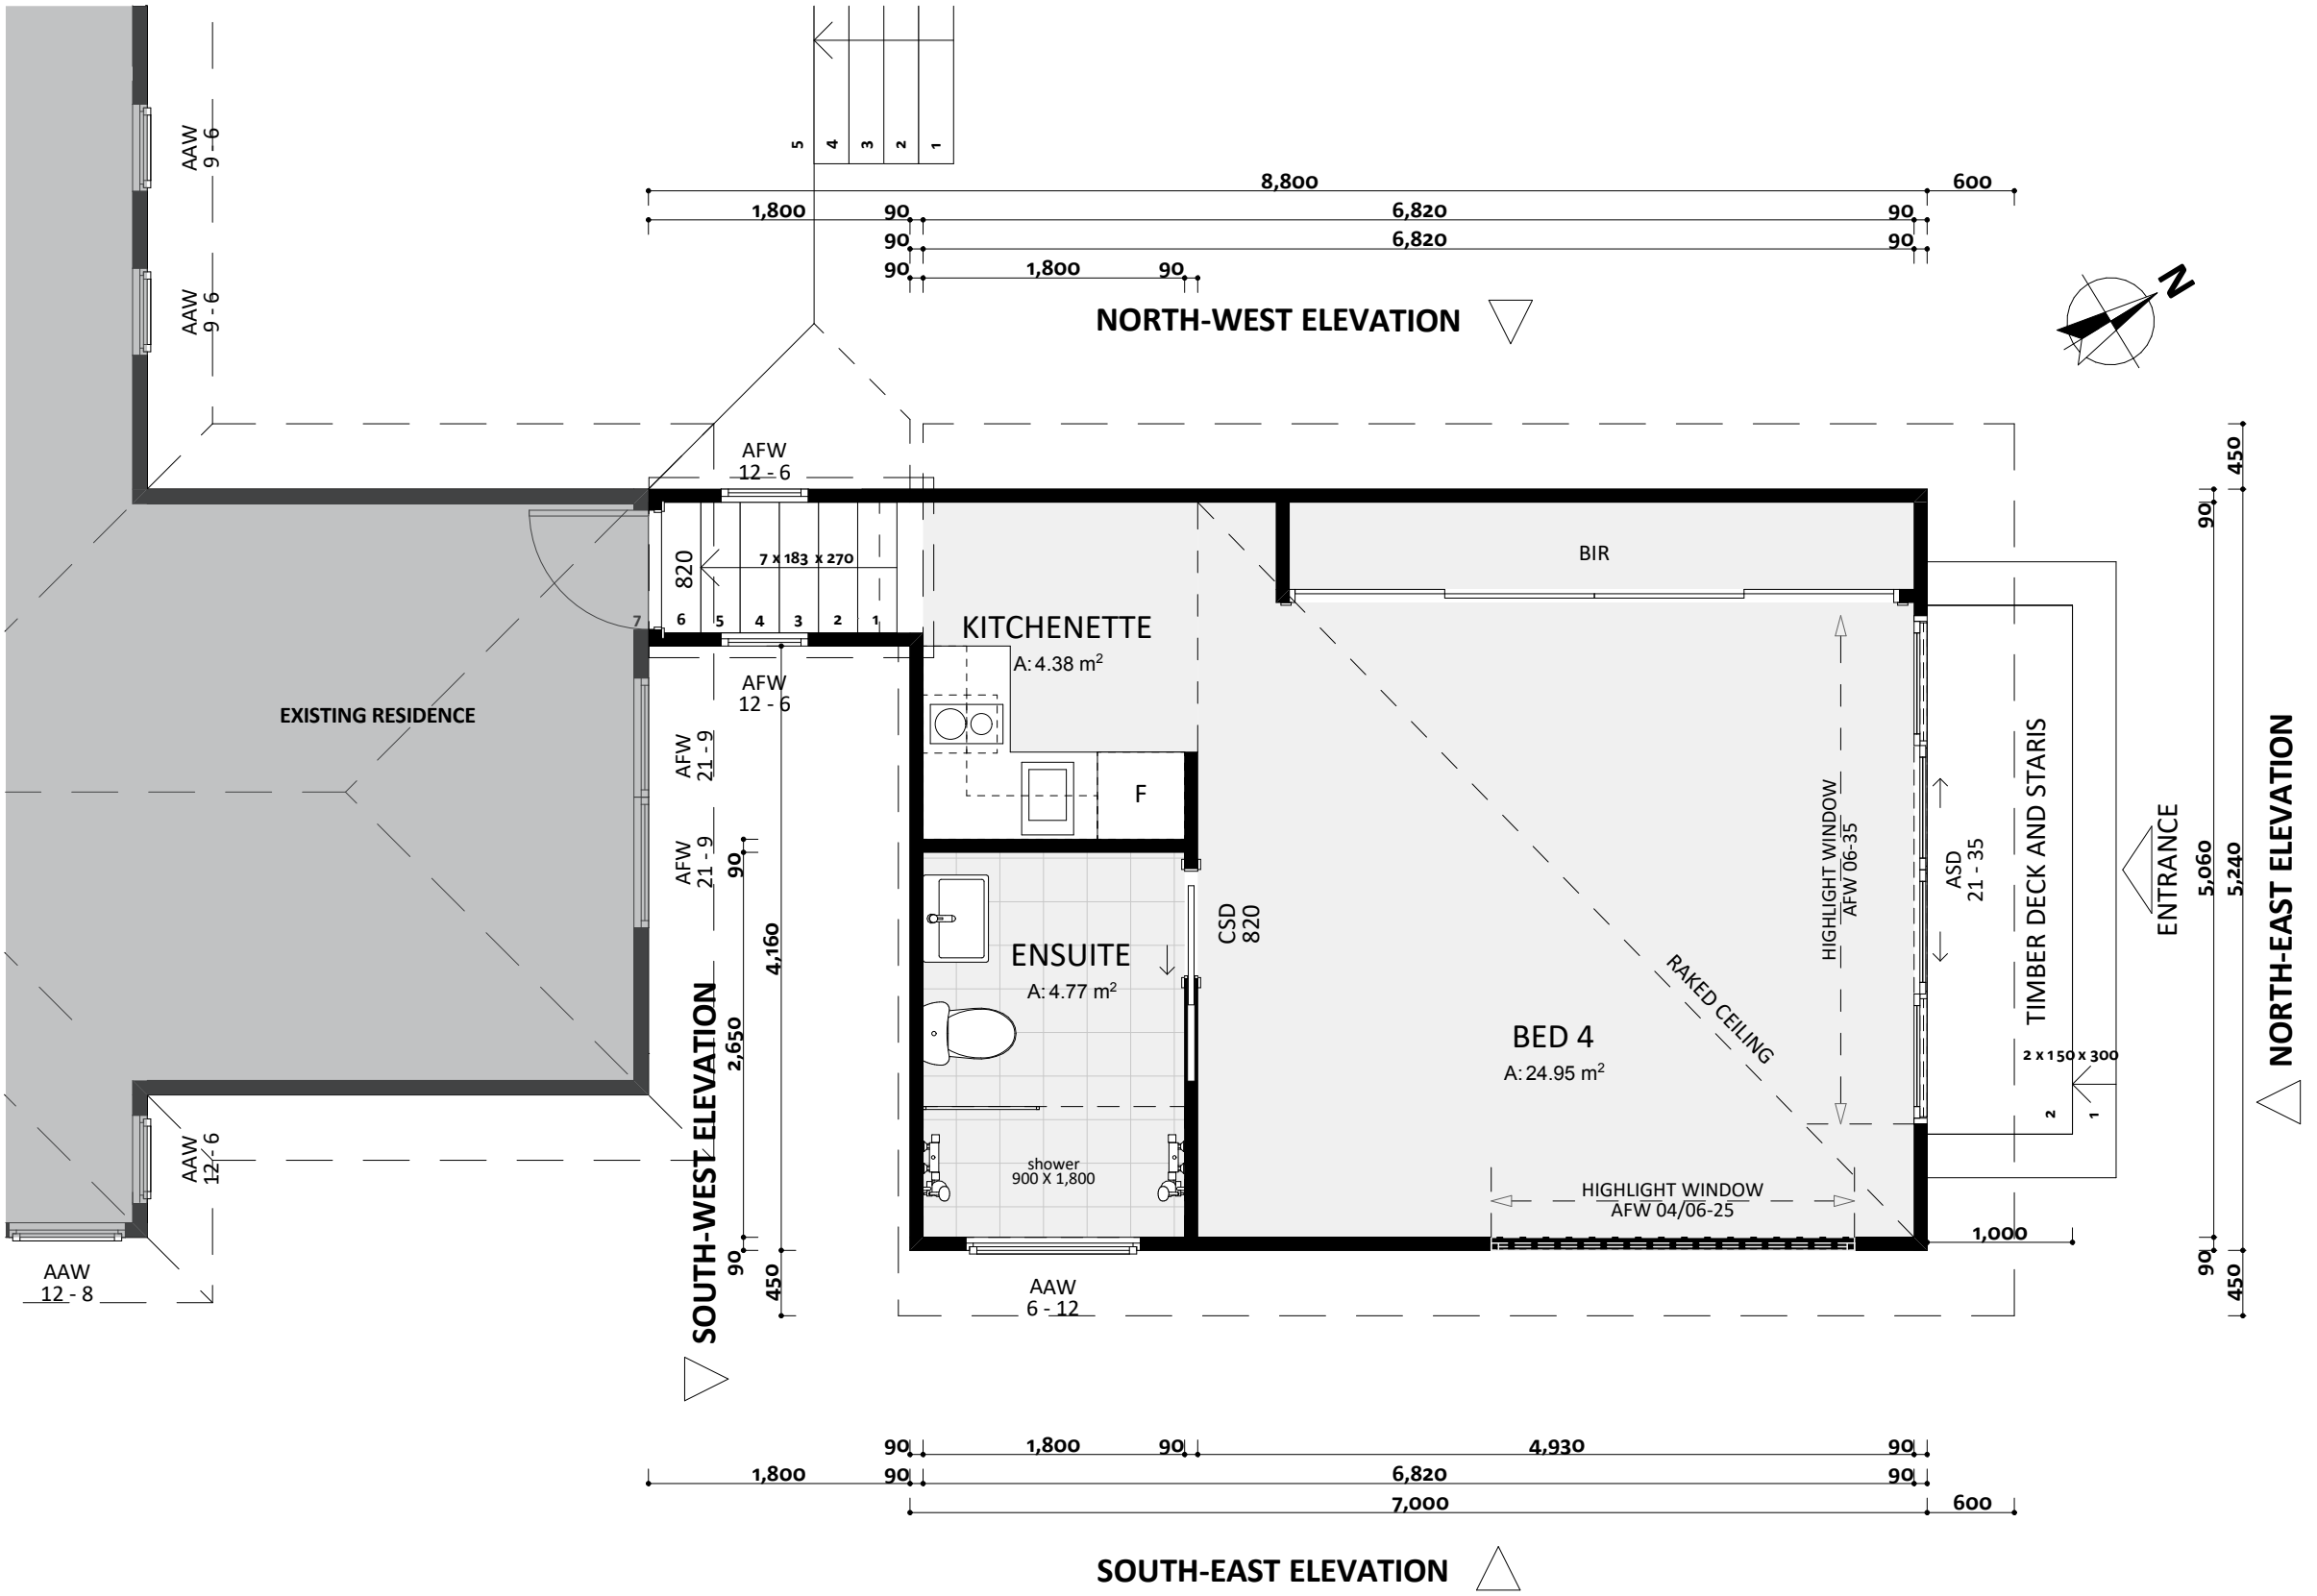 5
4
3
2
1
AAW
9 - 6
8,800
600
1,800
90
6,820
90
90
6,820
90
90
1,800
90
AAW
9 - 6
NORTH-WEST ELEVATION
N
AFW
12 - 6
450
90
820
7 x 183 x 270
BIR
7
6
5
4
3
2
1
KITCHENETTE
A: 4.38 m²
AFW
12 - 6
EXISTING RESIDENCE
AFW
21 - 9
AFW
21 - 9
F
90
4,160
2,650
90
450
SOUTH-WEST ELEVATION
ENSUITE
A: 4.77 m²
CSD
820
shower
900 X 1,800
BED 4
A: 24.95 m²
RAKED CEILING
HIGHLIGHT WINDOW
AFW 06-35
HIGHLIGHT WINDOW
AFW 04/06-25
ASD
21 - 35
TIMBER DECK AND STARIS
2 x 150 x 300
2
1
ENTRANCE
5,060
5,240
NORTH-EAST ELEVATION
1,000
90
450
AAW
12 - 6
AAW
12 - 8
AAW
6 - 12
90
1,800
90
4,930
90
1,800
90
6,820
90
7,000
600
SOUTH-EAST ELEVATION